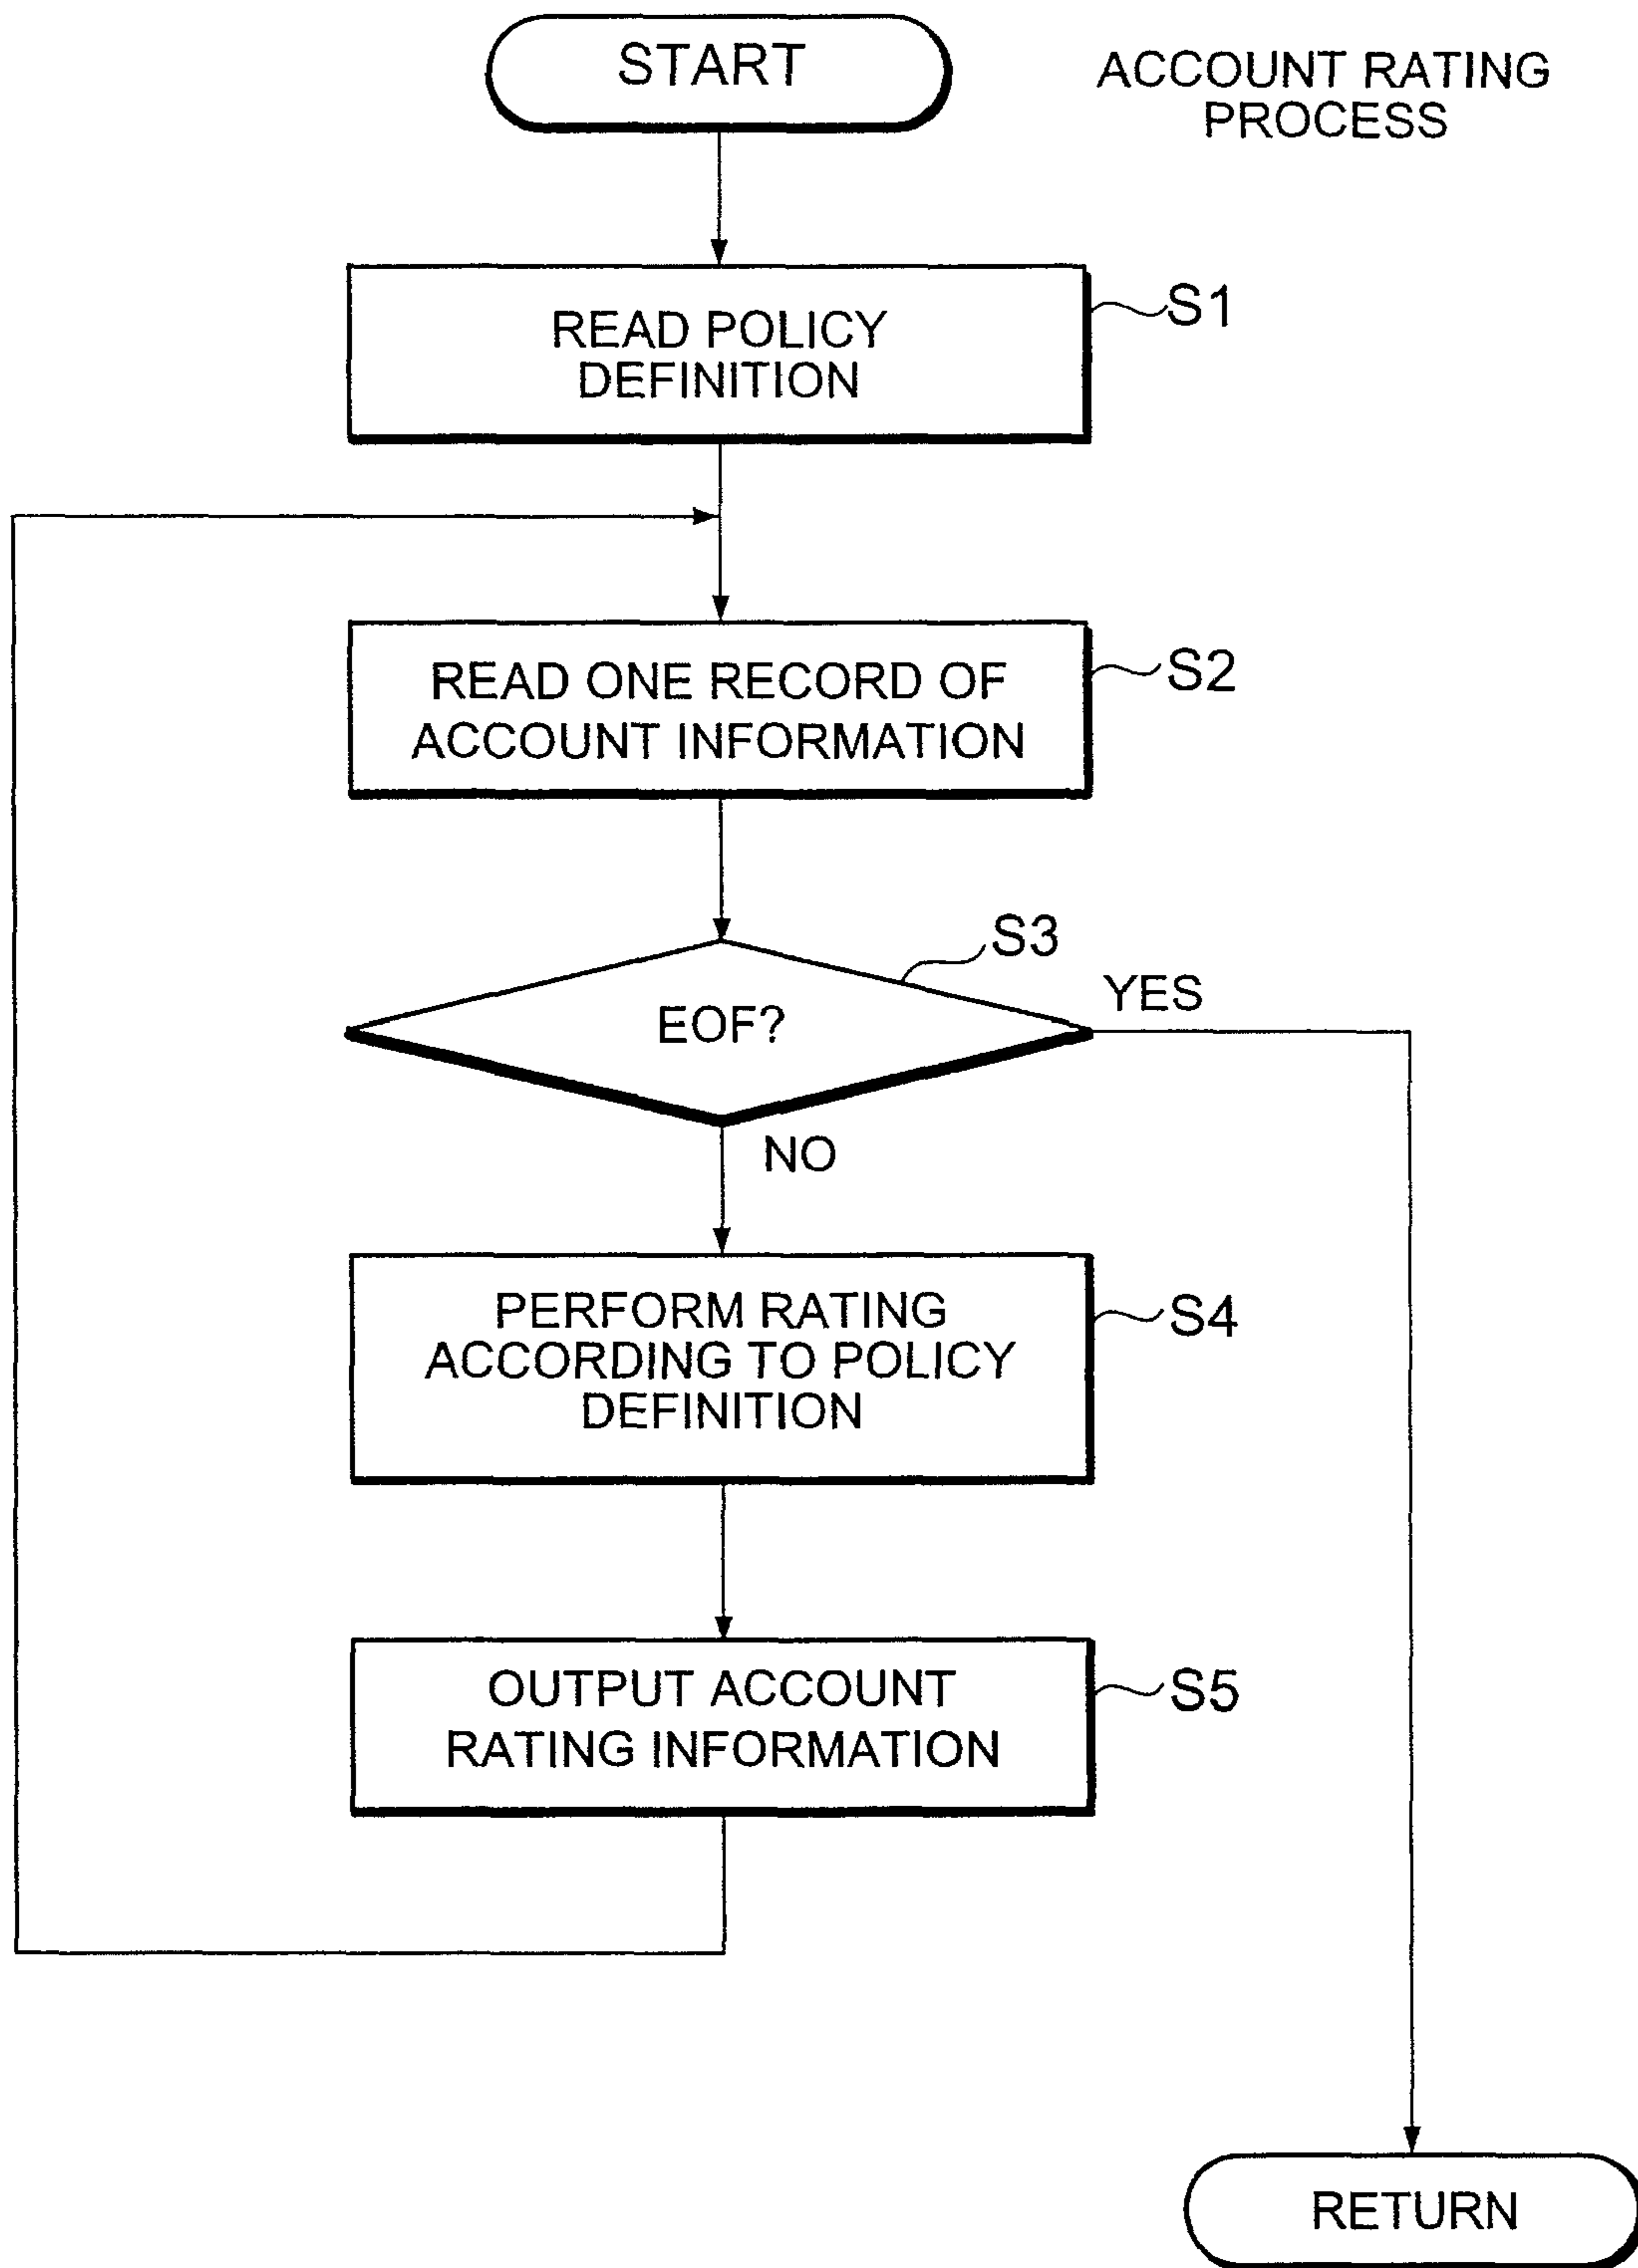 START
ACCOUNT RATING
PROCESS
READ POLICY
DEFINITION
S1
READ ONE RECORD OF
ACCOUNT INFORMATION
S2
S3
EOF?
YES
NO
PERFORM RATING
ACCORDING TO POLICY
DEFINITION
S4
OUTPUT ACCOUNT
RATING INFORMATION
S5
RETURN